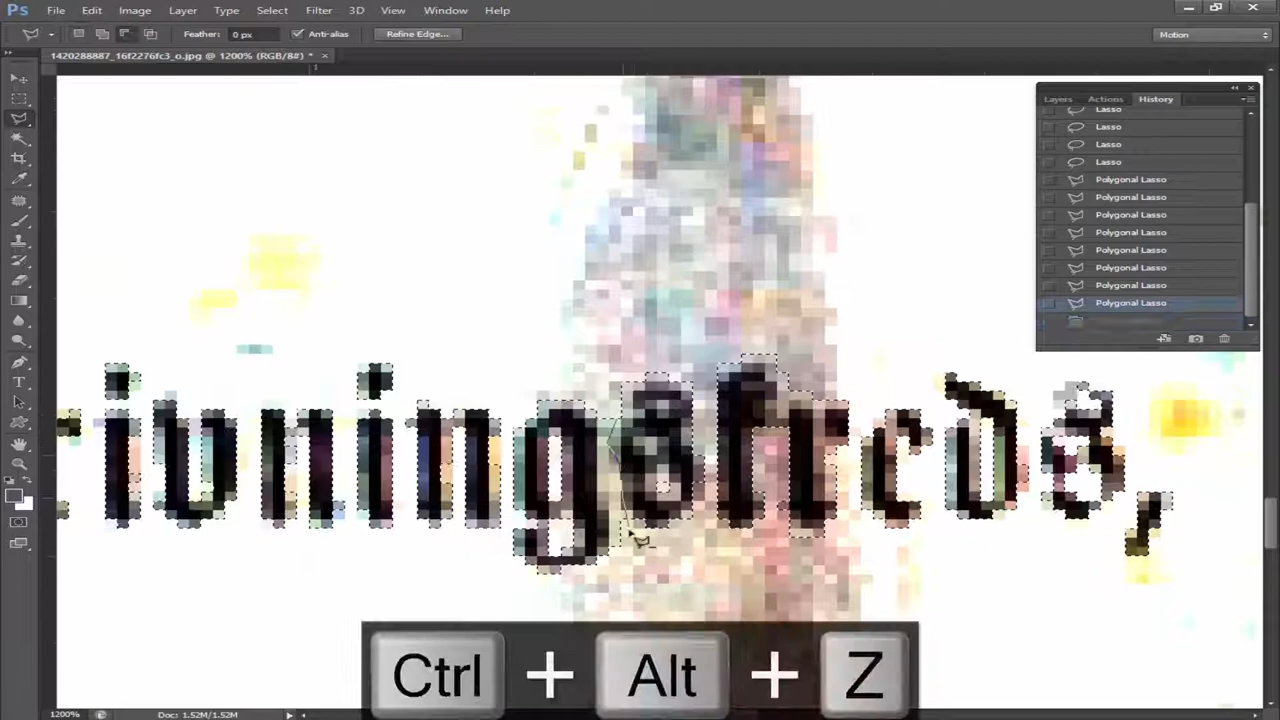 Ps File Edit Image Layer Type Select Filter 3D View Window Help
Feather: 0 px Anti-alias Refine Edge... Motion
1420288887_16f2276fc3_o.jpg @ 1200% (RGB/8#) * ×
1
Layers Actions History
Lasso
Lasso
Lasso
Lasso
Polygonal Lasso
Polygonal Lasso
Polygonal Lasso
Polygonal Lasso
Polygonal Lasso
Polygonal Lasso
Polygonal Lasso
Polygonal Lasso
Ctrl + Alt + Z
1200% Doc: 1.52M/1.52M